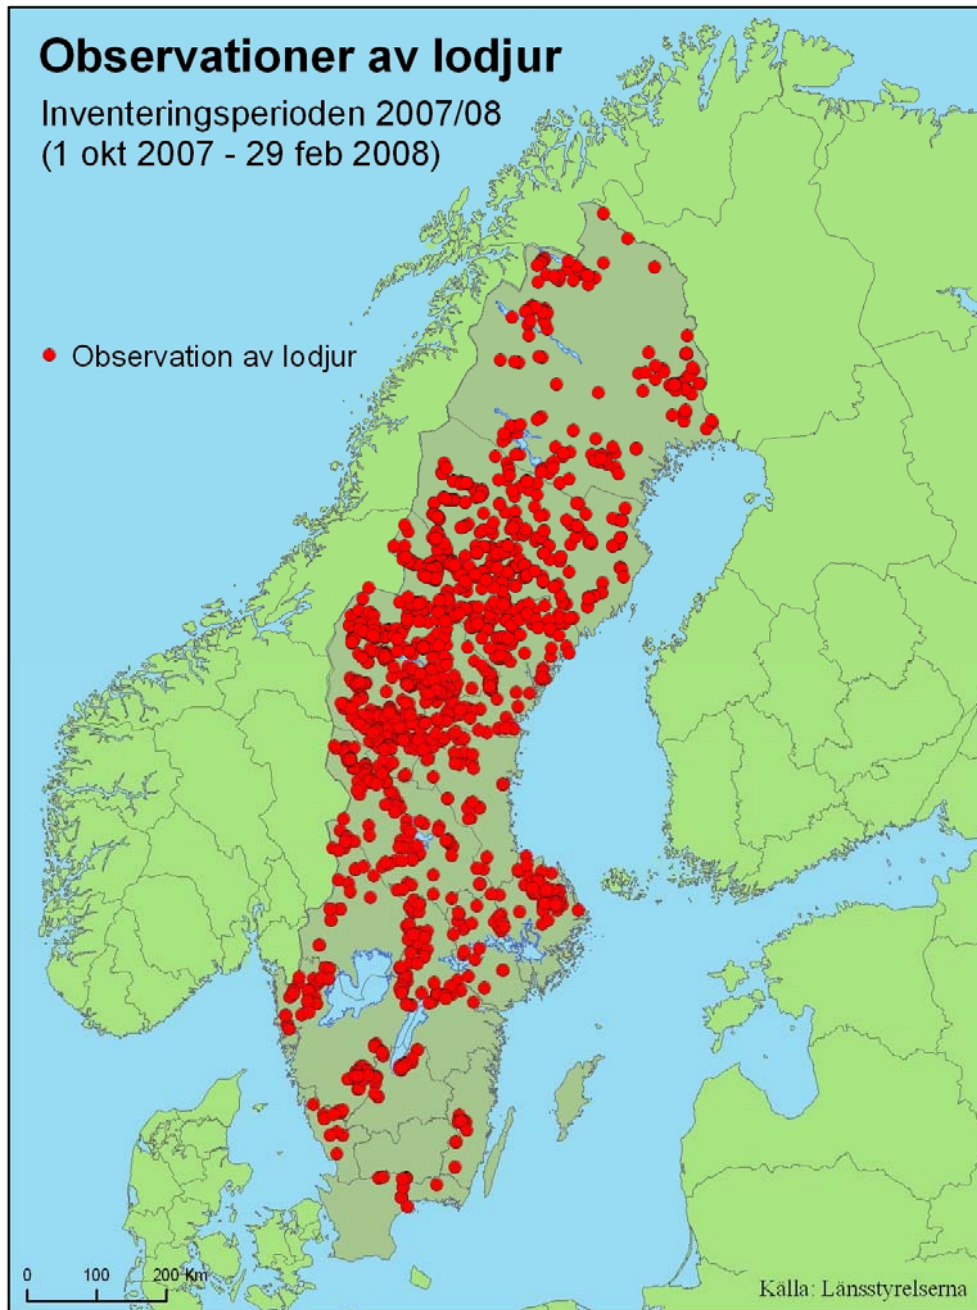 Observationer av lodjur
Inventeringsperioden 2007/08
(1 okt 2007 - 29 feb 2008)
Observation av lodjur
0 100 200 Km
Källa: Länsstyrelserna